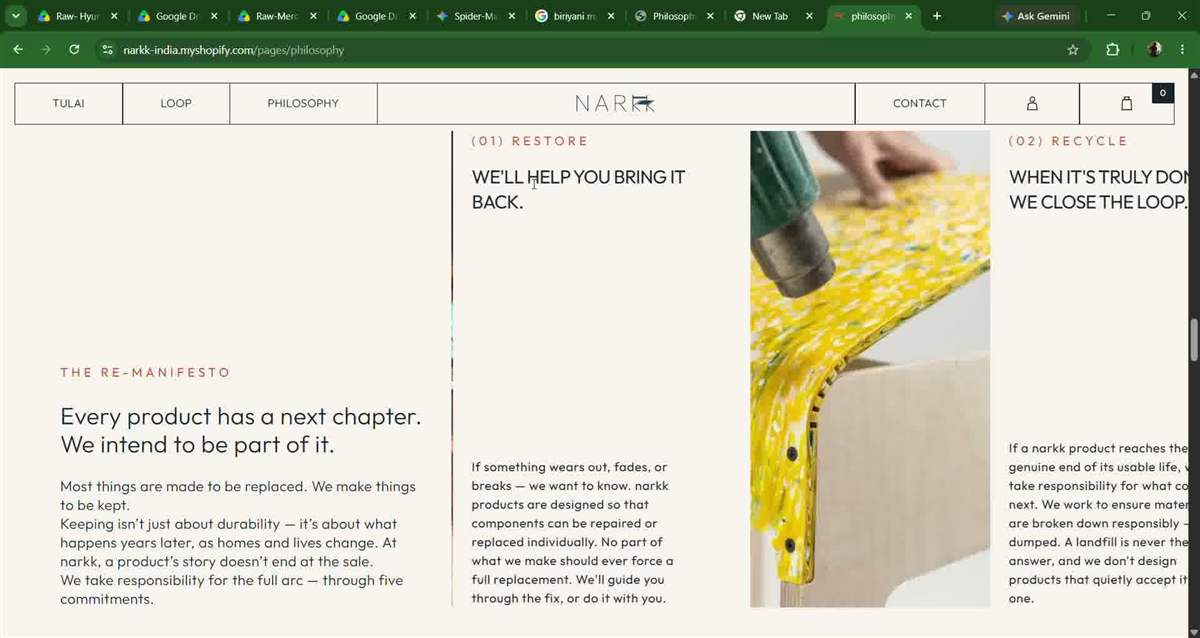 Raw- Hyu
Google D
Raw-Merc
Google D
Spider-Ma
biriyani m
Philosoph
New Tab
philosoph
Ask Gemini
narkk-india.myshopify.com/pages/philosophy
TULAI
LOOP
PHILOSOPHY
NARKK
CONTACT
0
THE RE-MANIFESTO
Every product has a next chapter.
We intend to be part of it.
Most things are made to be replaced. We make things
to be kept.
Keeping isn't just about durability — it's about what
happens years later, as homes and lives change. At
narkk, a product's story doesn't end at the sale.
We take responsibility for the full arc — through five
commitments.
(01) RESTORE
WE'LL HELP YOU BRING IT
BACK.
If something wears out, fades, or
breaks — we want to know. narkk
products are designed so that
components can be repaired or
replaced individually. No part of
what we make should ever force a
full replacement. We'll guide you
through the fix, or do it with you.
(02) RECYCLE
WHEN IT'S TRULY DON
WE CLOSE THE LOOP.
If a narkk product reaches the
genuine end of its usable life,
take responsibility for what co
next. We work to ensure mater
are broken down responsibly –
dumped. A landfill is never the
answer, and we don't design
products that quietly accept it
one.